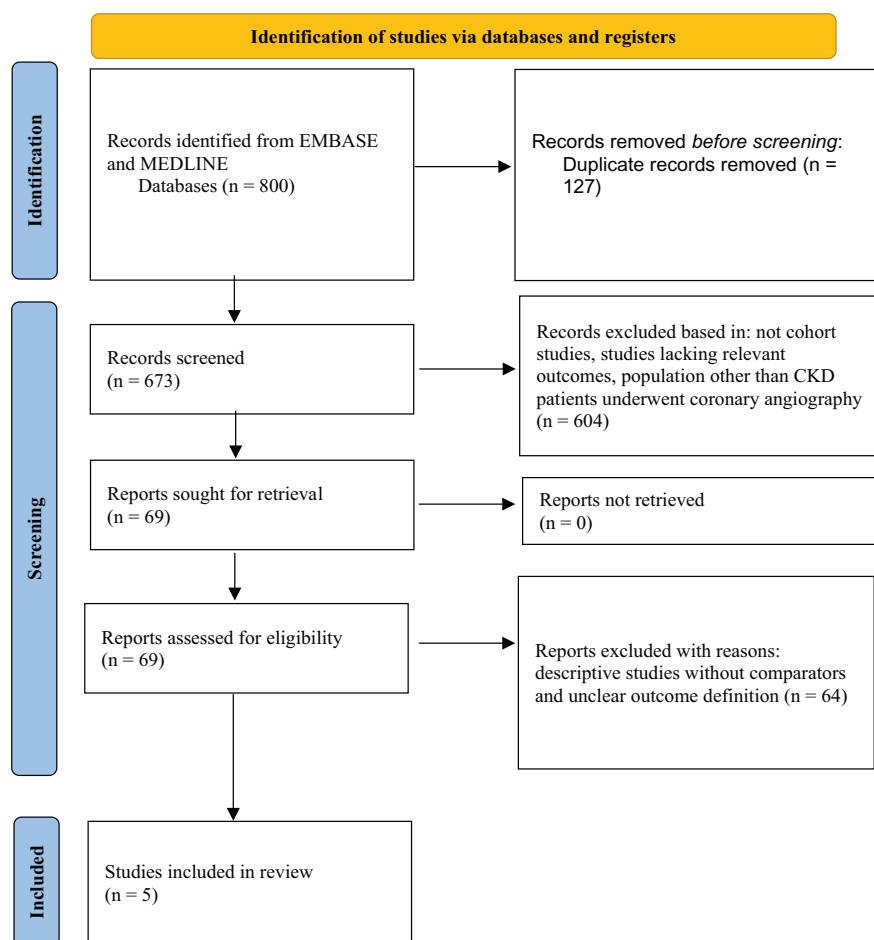 Identification of studies via databases and registers
Identification
Records identified from EMBASE
and MEDLINE
Databases (n = 800)
Records removed before screening:
Duplicate records removed (n =
127)
Screening
Records screened
(n = 673)
Records excluded based in: not cohort
studies, studies lacking relevant
outcomes, population other than CKD
patients underwent coronary angiography
(n = 604)
Reports sought for retrieval
(n = 69)
Reports not retrieved
(n = 0)
Reports assessed for eligibility
(n = 69)
Reports excluded with reasons:
descriptive studies without comparators
and unclear outcome definition (n = 64)
Included
Studies included in review
(n = 5)